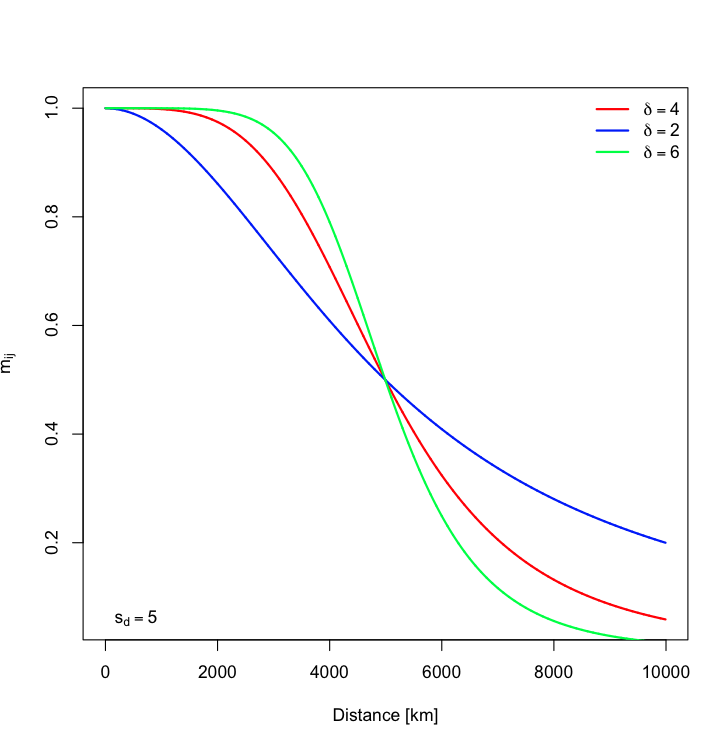 δ = 4
δ = 2
δ = 6
1.0
0.8
0.6
0.4
0.2
m_ij
s_d = 5
0 2000 4000 6000 8000 10000
Distance [km]